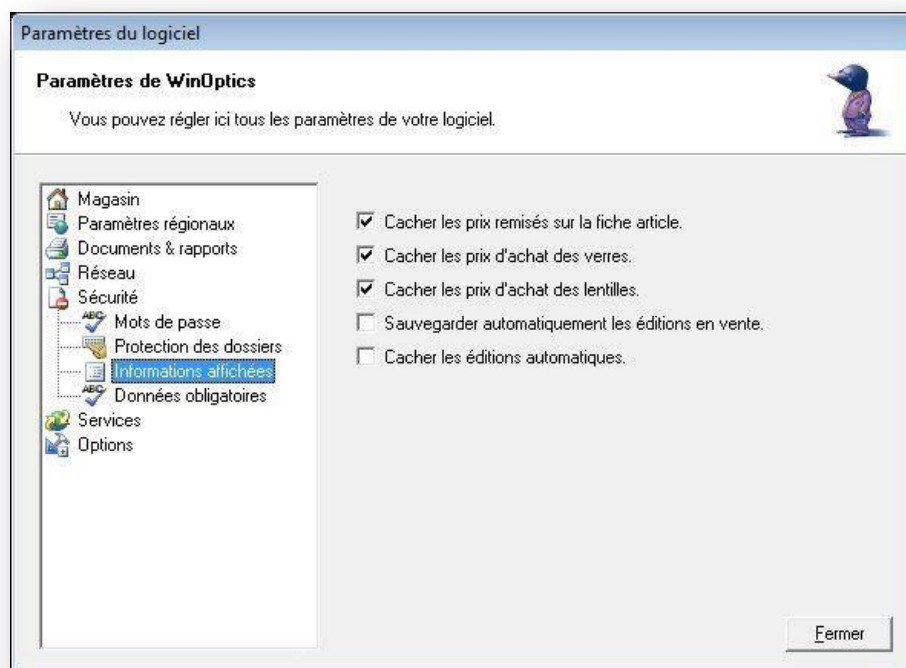 Paramètres du logiciel
Paramètres de WinOptics
Vous pouvez régler ici tous les paramètres de votre logiciel.
Magasin
Paramètres régionaux
Documents & rapports
Réseau
Sécurité
ABC Mots de passe
Protection des dossiers
Informations affichées
ABC Données obligatoires
Services
Options
Cacher les prix remisés sur la fiche article.
Cacher les prix d'achat des verres.
Cacher les prix d'achat des lentilles.
Sauvegarder automatiquement les éditions en vente.
Cacher les éditions automatiques.
Fermer